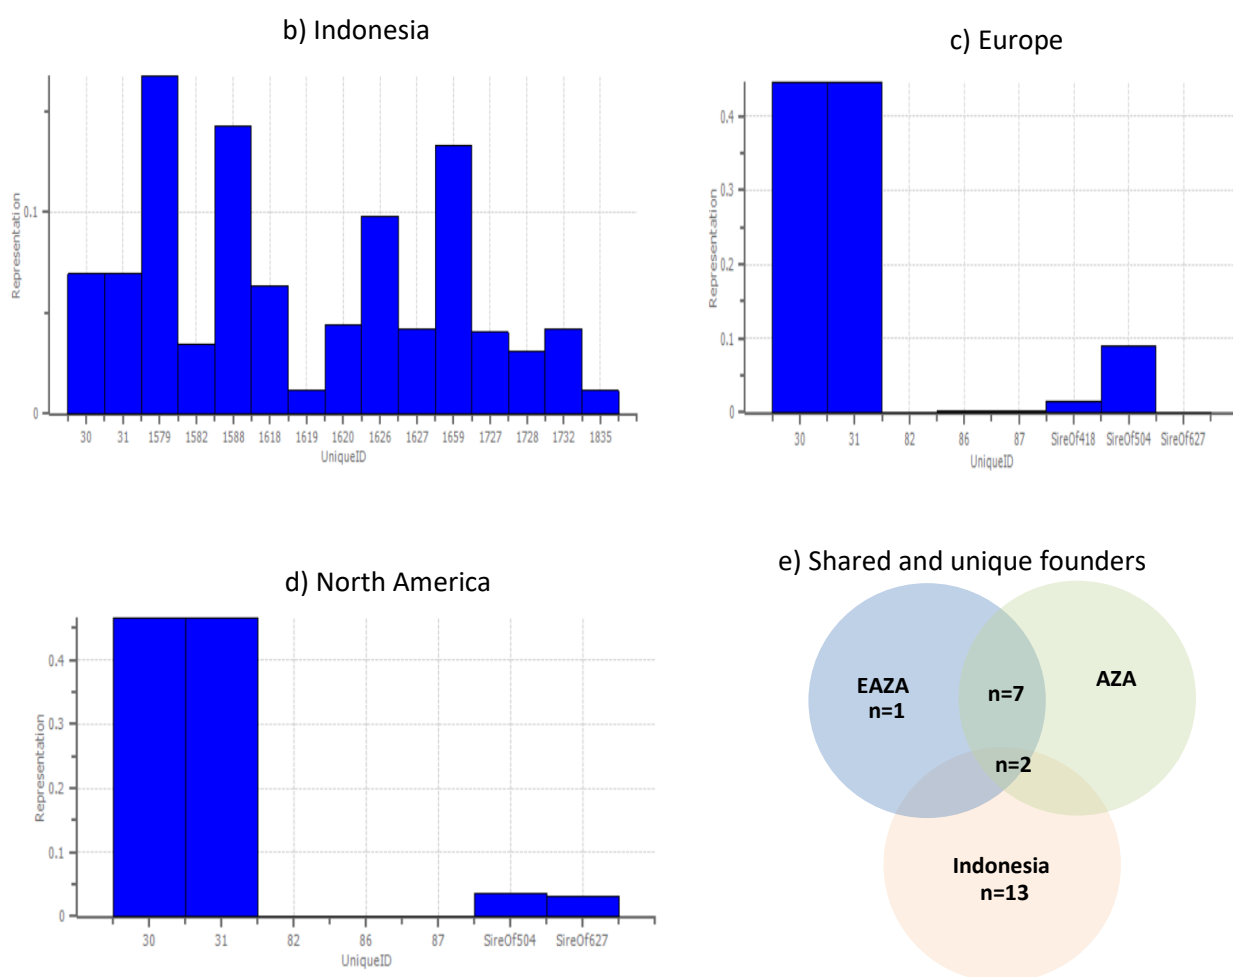 b) Indonesia
Representation
0.1
0
30 31 1579 1582 1588 1618 1619 1620 1626 1627 1659 1727 1728 1732 1835
UniqueID
c) Europe
Representation
0.4
0.3
0.2
0.1
0
30 31 82 86 87 SireOf418 SireOf504 SireOf627
UniqueID
d) North America
Representation
0.4
0.3
0.2
0.1
0
30 31 82 86 87 SireOf504 SireOf627
UniqueID
e) Shared and unique founders
EAZA
n=1
n=7
AZA
n=2
Indonesia
n=13